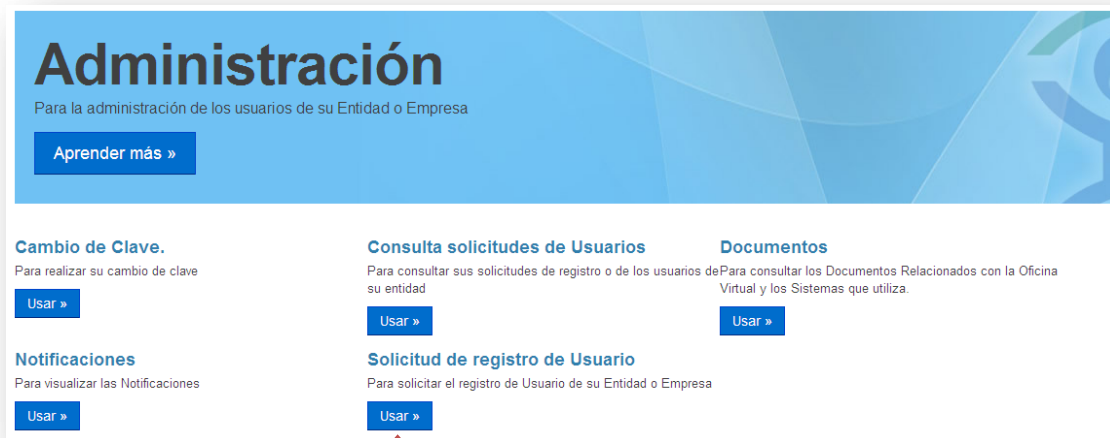 Administración
Para la administración de los usuarios de su Entidad o Empresa
Aprender más »
Cambio de Clave.
Para realizar su cambio de clave
Usar »
Consulta solicitudes de Usuarios
Para consultar sus solicitudes de registro o de los usuarios de
su entidad
Usar »
Documentos
Para consultar los Documentos Relacionados con la Oficina
Virtual y los Sistemas que utiliza.
Usar »
Notificaciones
Para visualizar las Notificaciones
Usar »
Solicitud de registro de Usuario
Para solicitar el registro de Usuario de su Entidad o Empresa
Usar »